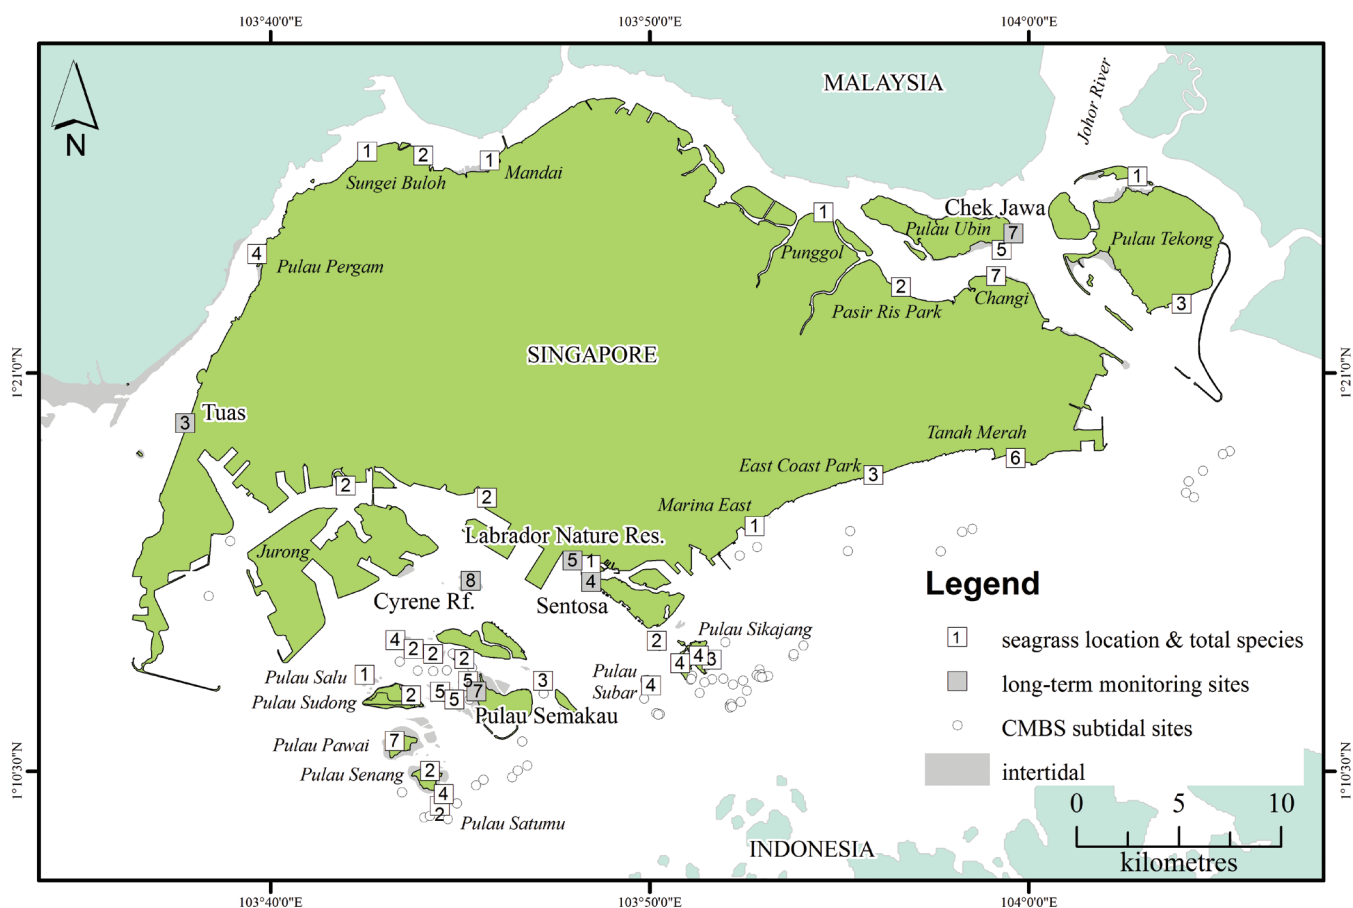 103°40'0"E 103°50'0"E 104°0'0"E
MALAYSIA
Johor River
N
1 2 1
Sungei Buloh Mandai
1
Chek Jawa
1
Pulau Ubin 7
5
Pulau Tekong
4
Pulau Pergam
Punggol
7
2
Changi
3
Pasir Ris Park
SINGAPORE
1°21'0"N 1°21'0"N
3 Tuas
Tanah Merah
6
East Coast Park 3
2 2
Marina East
1
Labrador Nature Res.
Jurong
5 1
8 4
Cyrene Rf. Sentosa
Legend
1 seagrass location & total species
long-term monitoring sites
CMBS subtidal sites
intertidal
4 2 2 2
2
Pulau Sikajang
4 4 3
Pulau Salu 1
Pulau Sudong 2
5 5 5 7
3
Pulau
Subar 4
Pulau Semakau
Pulau Pawai 7
Pulau Senang 2
4
2
Pulau Satumu
1°10'30"N 1°10'30"N
INDONESIA
0 5 10
kilometres
103°40'0"E 103°50'0"E 104°0'0"E